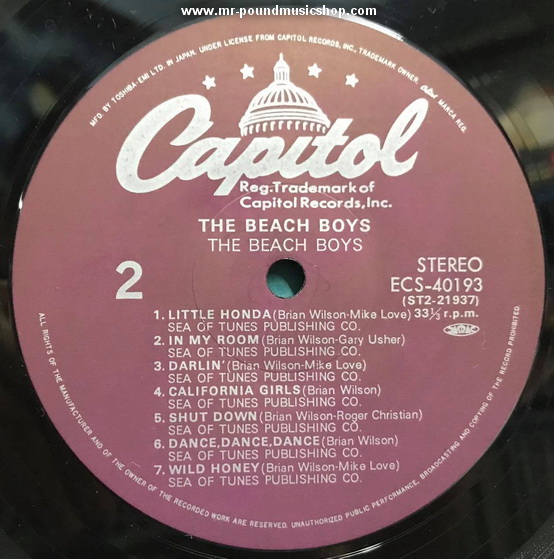 www.mr-poundmusicshop.com
MFD. BY TOSHIBA-EMI LTD. IN JAPAN. UNDER LICENSE FROM CAPITOL RECORDS, INC., TRADEMARK OWNER. Capitol MARCA REG.
Capitol
Reg. Trademark of
Capitol Records, Inc.
THE BEACH BOYS
THE BEACH BOYS
2
STEREO
ECS-40193
(ST2-21937)
33⅓ r.p.m.
1. LITTLE HONDA (Brian Wilson-Mike Love)
SEA OF TUNES PUBLISHING CO.
2. IN MY ROOM (Brian Wilson-Gary Usher)
SEA OF TUNES PUBLISHING CO.
3. DARLIN' (Brian Wilson-Mike Love)
SEA OF TUNES PUBLISHING CO.
4. CALIFORNIA GIRLS (Brian Wilson)
SEA OF TUNES PUBLISHING CO.
5. SHUT DOWN (Brian Wilson-Roger Christian)
SEA OF TUNES PUBLISHING CO.
6. DANCE, DANCE, DANCE (Brian Wilson)
SEA OF TUNES PUBLISHING CO.
7. WILD HONEY (Brian Wilson-Mike Love)
SEA OF TUNES PUBLISHING CO.
ALL RIGHTS OF THE MANUFACTURER AND OF THE OWNER OF THE RECORDED WORK ARE RESERVED. UNAUTHORIZED PUBLIC PERFORMANCE, BROADCASTING AND COPYING OF THE RECORD PROHIBITED.